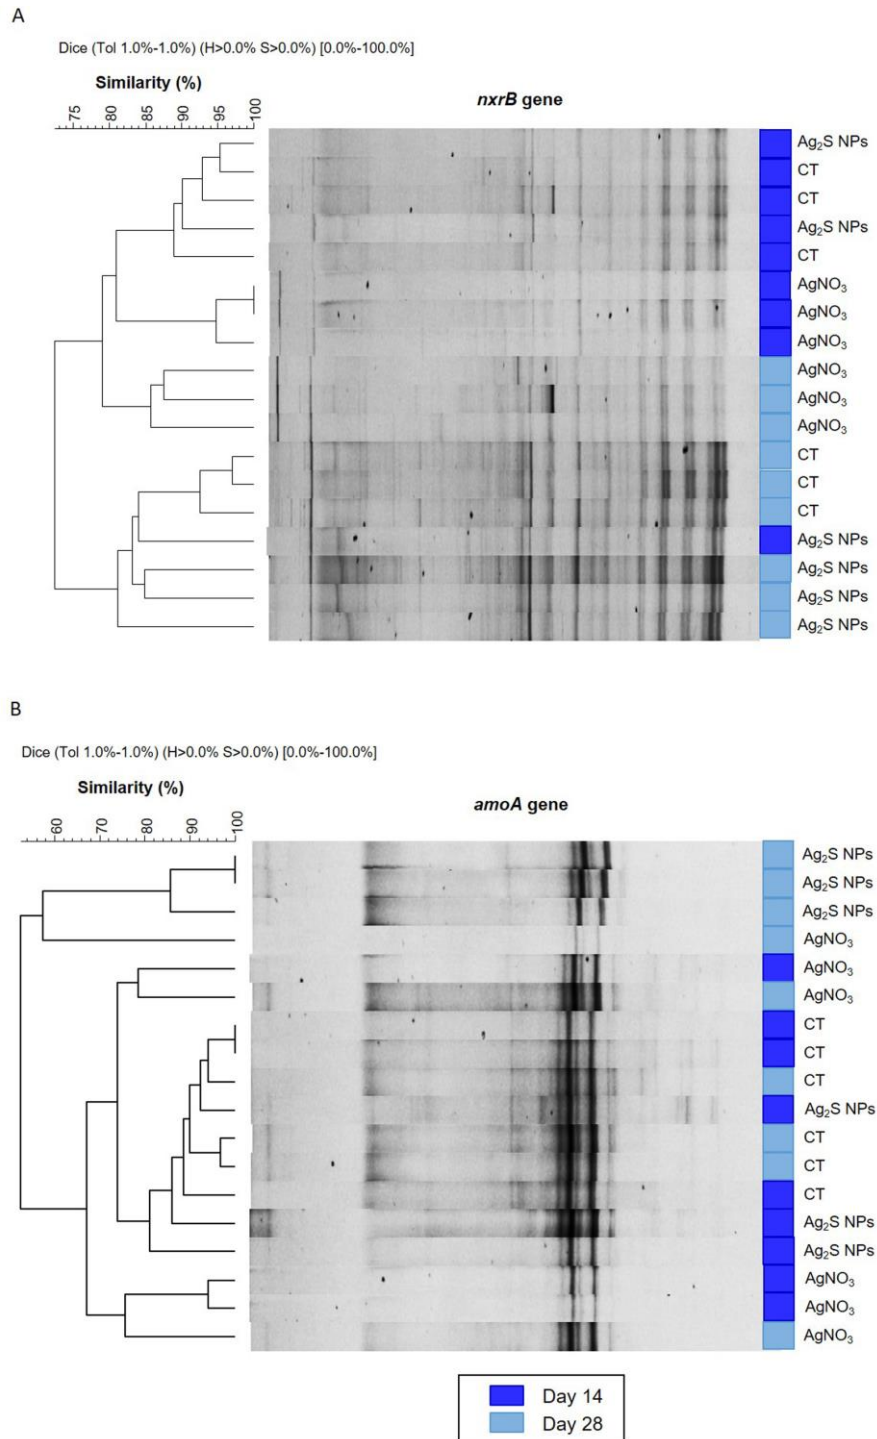 A
Dice (Tol 1.0%-1.0%) (H>0.0% S>0.0%) [0.0%-100.0%]
Similarity (%)
nxrB gene
75 80 85 90 95 100
Ag₂S NPs
CT
CT
Ag₂S NPs
CT
AgNO₃
AgNO₃
AgNO₃
AgNO₃
AgNO₃
AgNO₃
CT
CT
CT
Ag₂S NPs
Ag₂S NPs
Ag₂S NPs
Ag₂S NPs
B
Dice (Tol 1.0%-1.0%) (H>0.0% S>0.0%) [0.0%-100.0%]
Similarity (%)
amoA gene
60 70 80 90 100
Ag₂S NPs
Ag₂S NPs
Ag₂S NPs
AgNO₃
AgNO₃
AgNO₃
CT
CT
CT
Ag₂S NPs
CT
CT
CT
Ag₂S NPs
Ag₂S NPs
AgNO₃
AgNO₃
AgNO₃
Day 14
Day 28